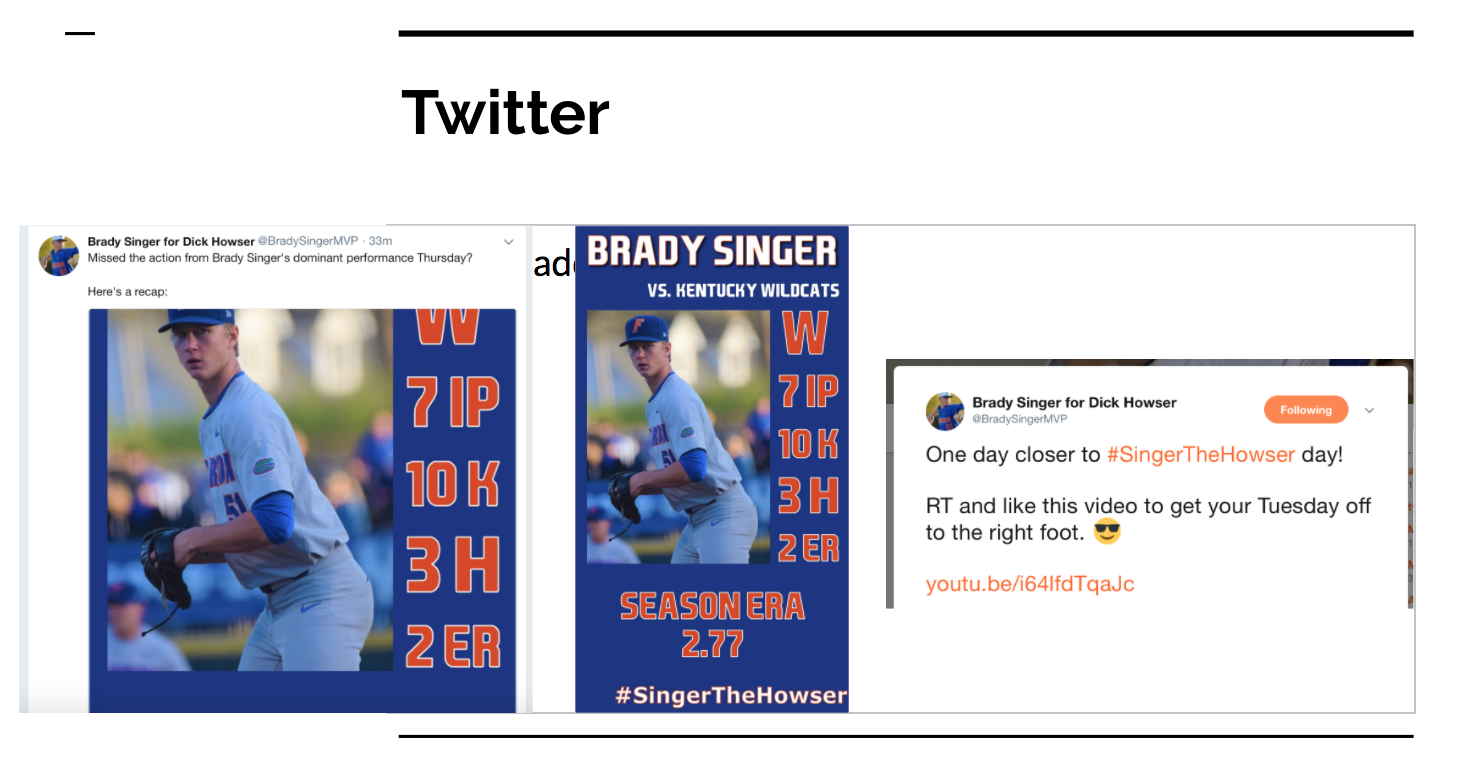 Twitter
Brady Singer for Dick Howser @BradySingerMVP · 33m
Missed the action from Brady Singer's dominant performance Thursday?
Here's a recap:
W
7 IP
10 K
3 H
2 ER
51
ad
BRADY SINGER
VS. KENTUCKY WILDCATS
F
W
7 IP
10 K
3 H
2 ER
51
SEASON ERA
2.77
#SingerTheHowser
Brady Singer for Dick Howser
@BradySingerMVP
Following
One day closer to #SingerTheHowser day!
RT and like this video to get your Tuesday off
to the right foot. 😎
youtu.be/i64lfdTqaJc